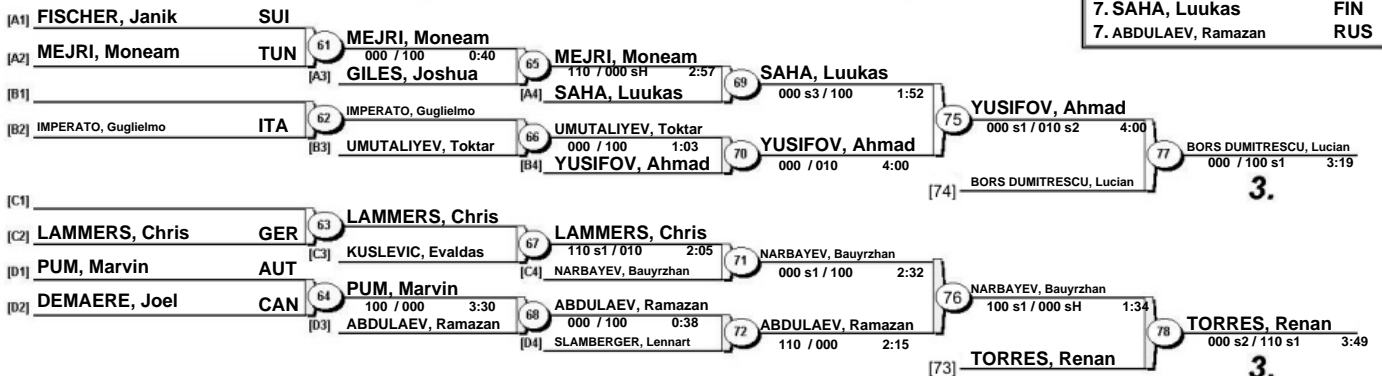 7. SAHA, Luukas FIN
7. ABDULAEV, Ramazan RUS
[A1] FISCHER, Janik SUI
[A2] MEJRI, Moneam TUN
61 MEJRI, Moneam
000 / 100 0:40
[A3] GILES, Joshua
65 MEJRI, Moneam
110 / 000 sH 2:57
[A4] SAHA, Luukas
69 SAHA, Luukas
000 s3 / 100 1:52
[B1]
[B2] IMPERATO, Guglielmo ITA
62 IMPERATO, Guglielmo
[B3] UMUTALIYEV, Toktar
66 UMUTALIYEV, Toktar
000 / 100 1:03
[B4] YUSIFOV, Ahmad
70 YUSIFOV, Ahmad
000 / 010 4:00
75 YUSIFOV, Ahmad
000 s1 / 010 s2 4:00
[74] BORS DUMITRESCU, Lucian
77 BORS DUMITRESCU, Lucian
000 / 100 s1 3:19
3.
[C1]
[C2] LAMMERS, Chris GER
63 LAMMERS, Chris
[C3] KUSLEVIC, Evaldas
67 LAMMERS, Chris
110 s1 / 010 2:05
[C4] NARBAYEV, Bauyrzhan
71 NARBAYEV, Bauyrzhan
000 s1 / 100 2:32
[D1] PUM, Marvin AUT
[D2] DEMAERE, Joel CAN
64 PUM, Marvin
100 / 000 3:30
[D3] ABDULAEV, Ramazan
68 ABDULAEV, Ramazan
000 / 100 0:38
[D4] SLAMBERGER, Lennart
72 ABDULAEV, Ramazan
110 / 000 2:15
76 NARBAYEV, Bauyrzhan
100 s1 / 000 sH 1:34
[73] TORRES, Renan
78 TORRES, Renan
000 s2 / 110 s1 3:49
3.